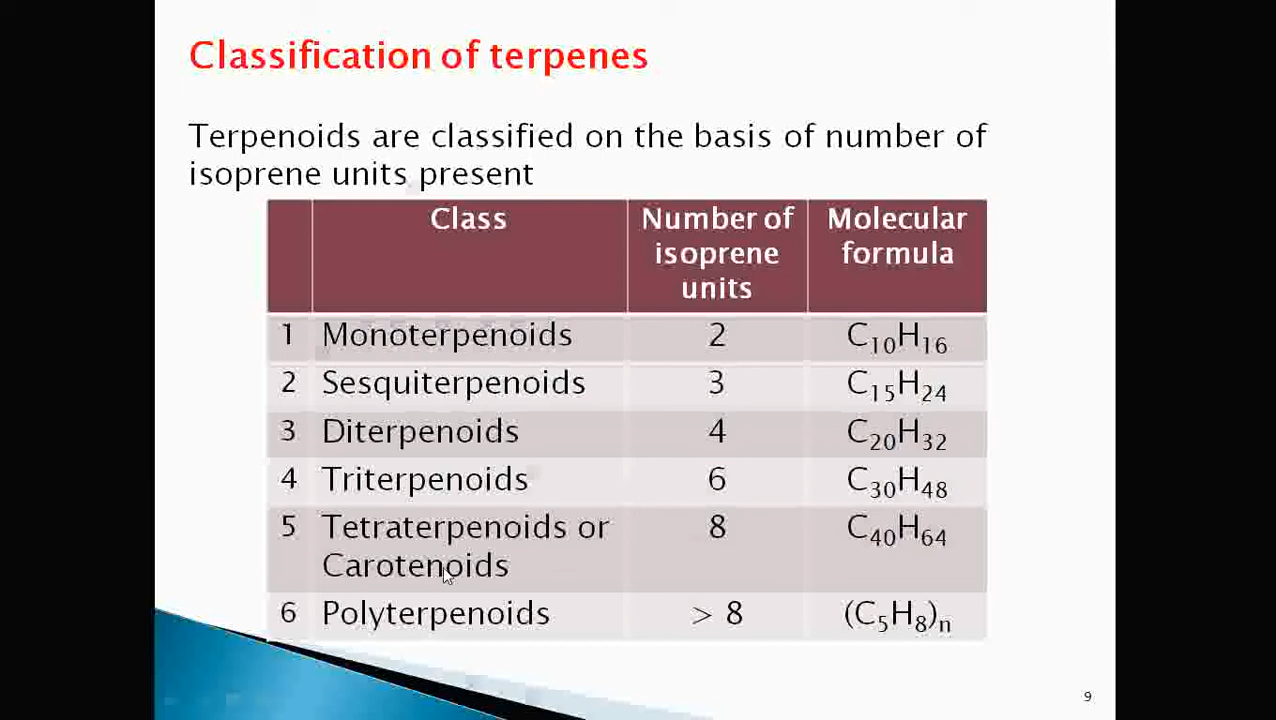 Classification of terpenes
Terpenoids are classified on the basis of number of
isoprene units present
Class
Number of
isoprene
units
Molecular
formula
1 Monoterpenoids 2 C₁₀H₁₆
2 Sesquiterpenoids 3 C₁₅H₂₄
3 Diterpenoids 4 C₂₀H₃₂
4 Triterpenoids 6 C₃₀H₄₈
5 Tetraterpenoids or 8 C₄₀H₆₄
Carotenoids
6 Polyterpenoids > 8 (C₅H₈)ₙ
9